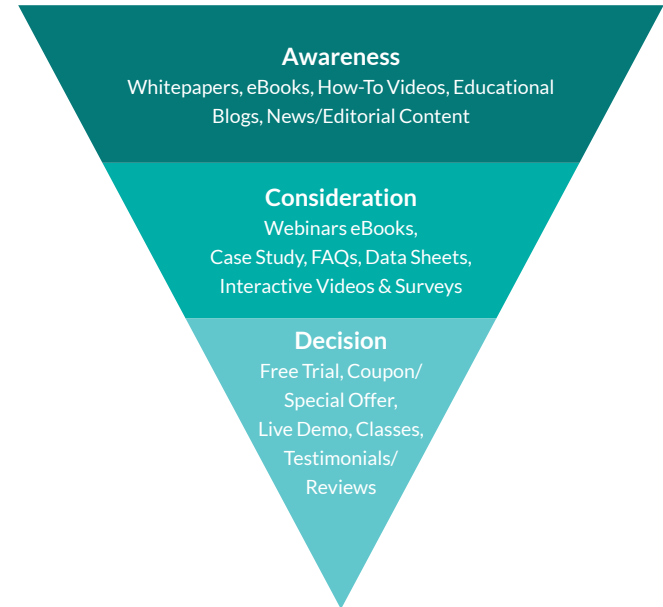 Awareness
Whitepapers, eBooks, How-To Videos, Educational
Blogs, News/Editorial Content
Consideration
Webinars eBooks,
Case Study, FAQs, Data Sheets,
Interactive Videos & Surveys
Decision
Free Trial, Coupon/
Special Offer,
Live Demo, Classes,
Testimonials/
Reviews